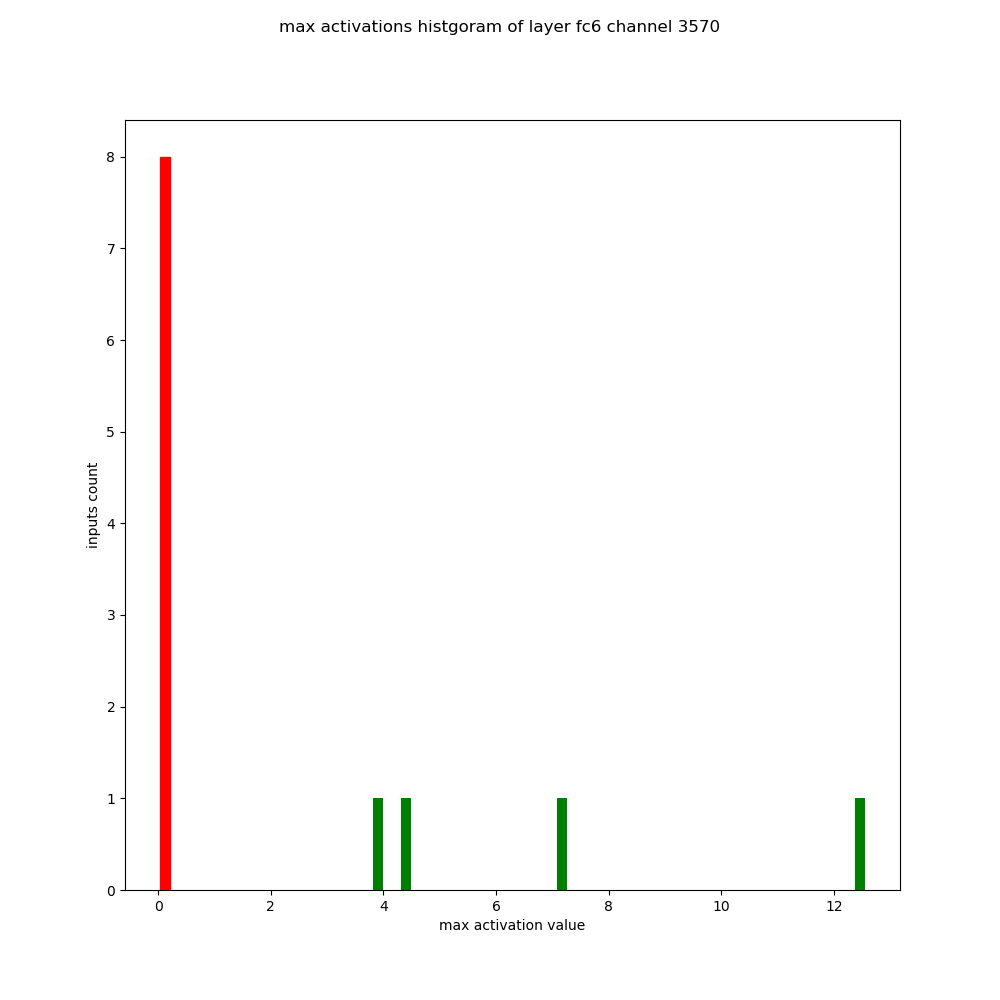 max activations histgoram of layer fc6 channel 3570
8
7
6
5
4
3
2
1
0
inputs count
0 2 4 6 8 10 12
max activation value